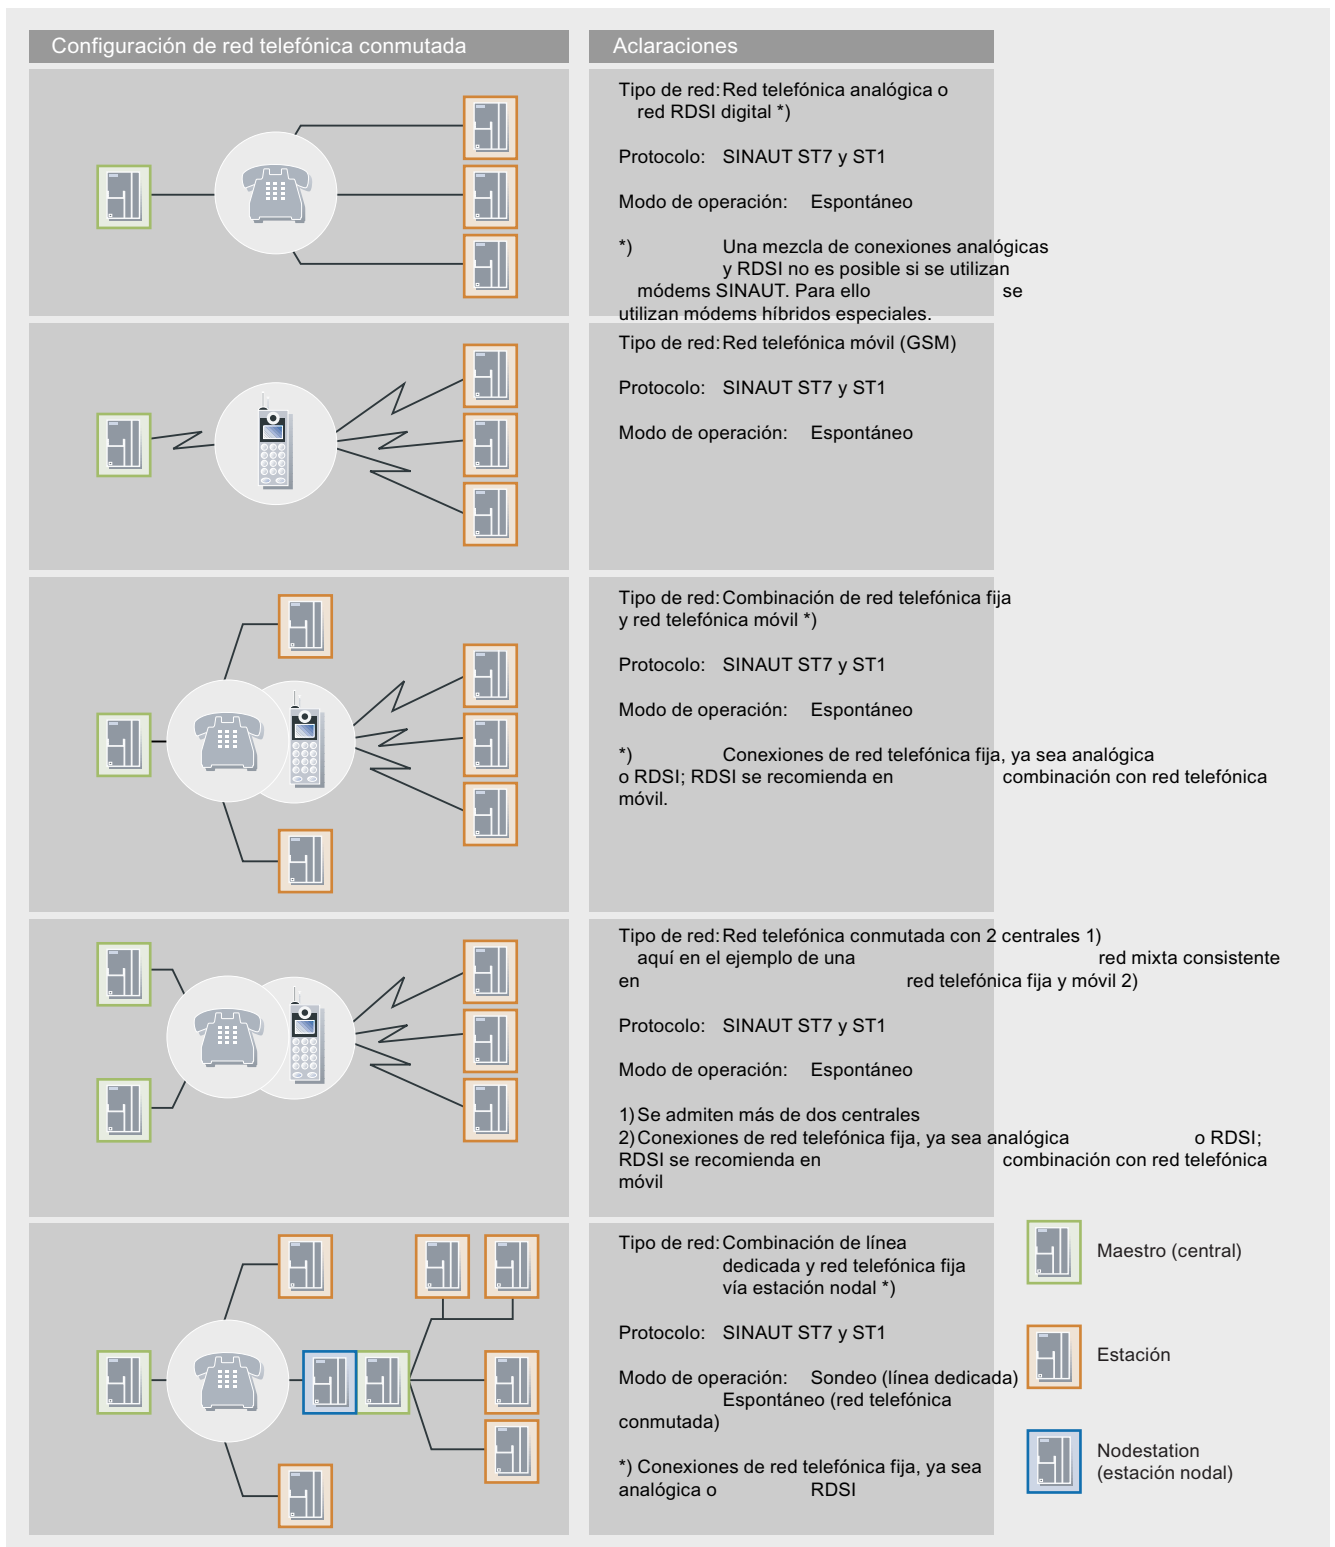 Configuración de red telefónica conmutada
Aclaraciones
Tipo de red: Red telefónica analógica o
red RDSI digital *)
Protocolo: SINAUT ST7 y ST1
Modo de operación: Espontáneo
*) Una mezcla de conexiones analógicas
y RDSI no es posible si se utilizan
módems SINAUT. Para ello se
utilizan módems híbridos especiales.
Tipo de red: Red telefónica móvil (GSM)
Protocolo: SINAUT ST7 y ST1
Modo de operación: Espontáneo
Tipo de red: Combinación de red telefónica fija
y red telefónica móvil *)
Protocolo: SINAUT ST7 y ST1
Modo de operación: Espontáneo
*) Conexiones de red telefónica fija, ya sea analógica
o RDSI; RDSI se recomienda en combinación con red telefónica
móvil.
Tipo de red: Red telefónica conmutada con 2 centrales 1)
aquí en el ejemplo de una red mixta consistente
en red telefónica fija y móvil 2)
Protocolo: SINAUT ST7 y ST1
Modo de operación: Espontáneo
1) Se admiten más de dos centrales
2) Conexiones de red telefónica fija, ya sea analógica o RDSI;
RDSI se recomienda en combinación con red telefónica
móvil
Tipo de red: Combinación de línea
dedicada y red telefónica fija
vía estación nodal *)
Protocolo: SINAUT ST7 y ST1
Modo de operación: Sondeo (línea dedicada)
Espontáneo (red telefónica
conmutada)
*) Conexiones de red telefónica fija, ya sea
analógica o RDSI
Maestro (central)
Estación
Nodestation
(estación nodal)